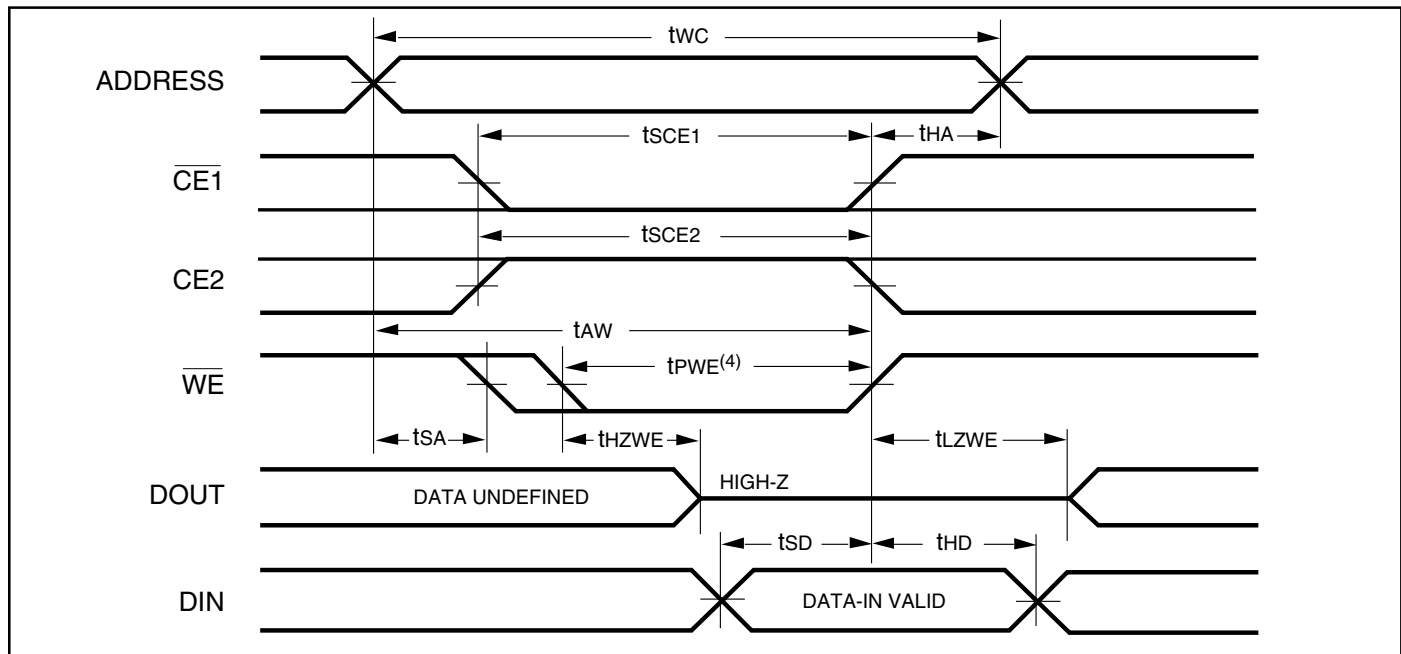 tWC
ADDRESS
tSCE1
tHA
CE1
tSCE2
CE2
tAW
WE
tPWE(4)
tSA
tHZWE
tLZWE
DOUT
DATA UNDEFINED
HIGH-Z
tSD
tHD
DIN
DATA-IN VALID